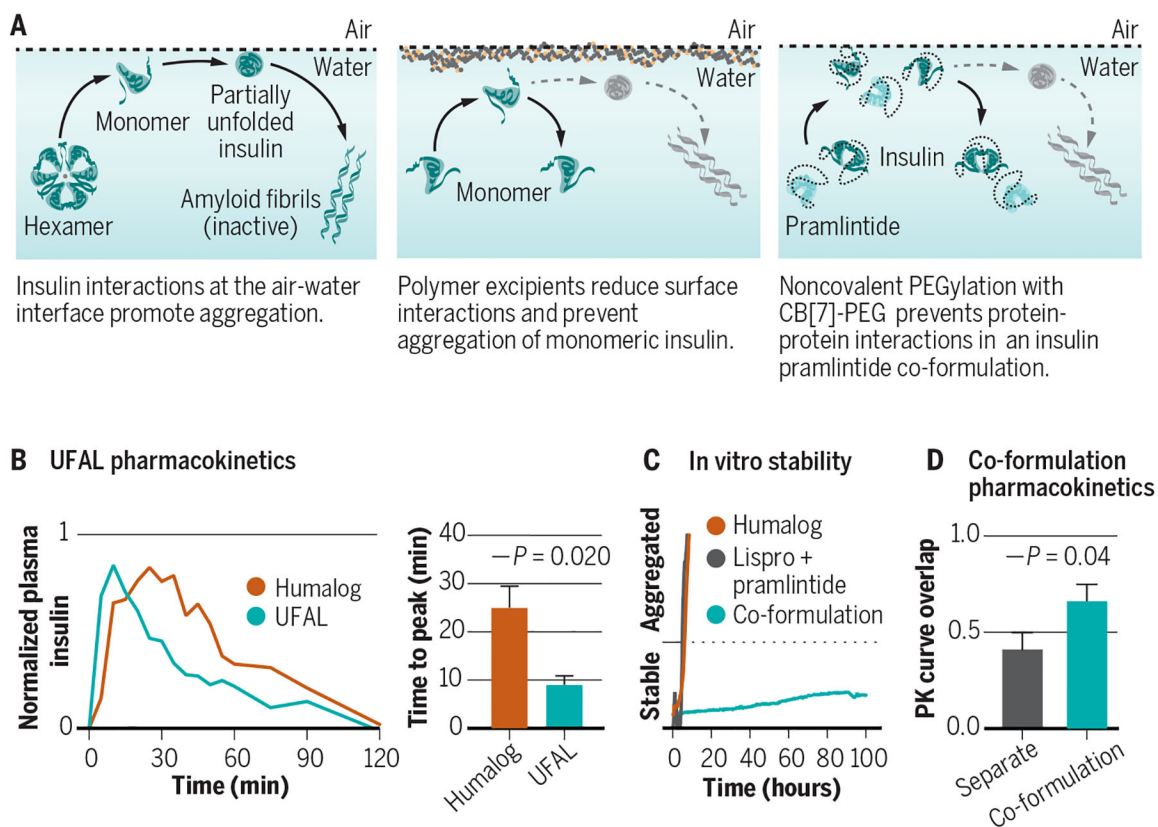 A
Air
Water
Monomer
Partially
unfolded
insulin
Amyloid fibrils
(inactive)
Hexamer
Air
Water
Monomer
Air
Water
Insulin
Pramlintide
Insulin interactions at the air-water
interface promote aggregation.
Polymer excipients reduce surface
interactions and prevent
aggregation of monomeric insulin.
Noncovalent PEGylation with
CB[7]-PEG prevents protein-
protein interactions in an insulin
pramlintide co-formulation.
B UFAL pharmacokinetics
Normalized plasma
insulin
1
0
Humalog
UFAL
0 30 60 90 120
Time (min)
Time to peak (min)
40
30
20
10
0
P = 0.020
Humalog
UFAL
C In vitro stability
Stable Aggregated
Humalog
Lispro +
pramlintide
Co-formulation
0 20 40 60 80 100
Time (hours)
D Co-formulation
pharmacokinetics
PK curve overlap
1.0
0.5
0.0
P = 0.04
Separate
Co-formulation